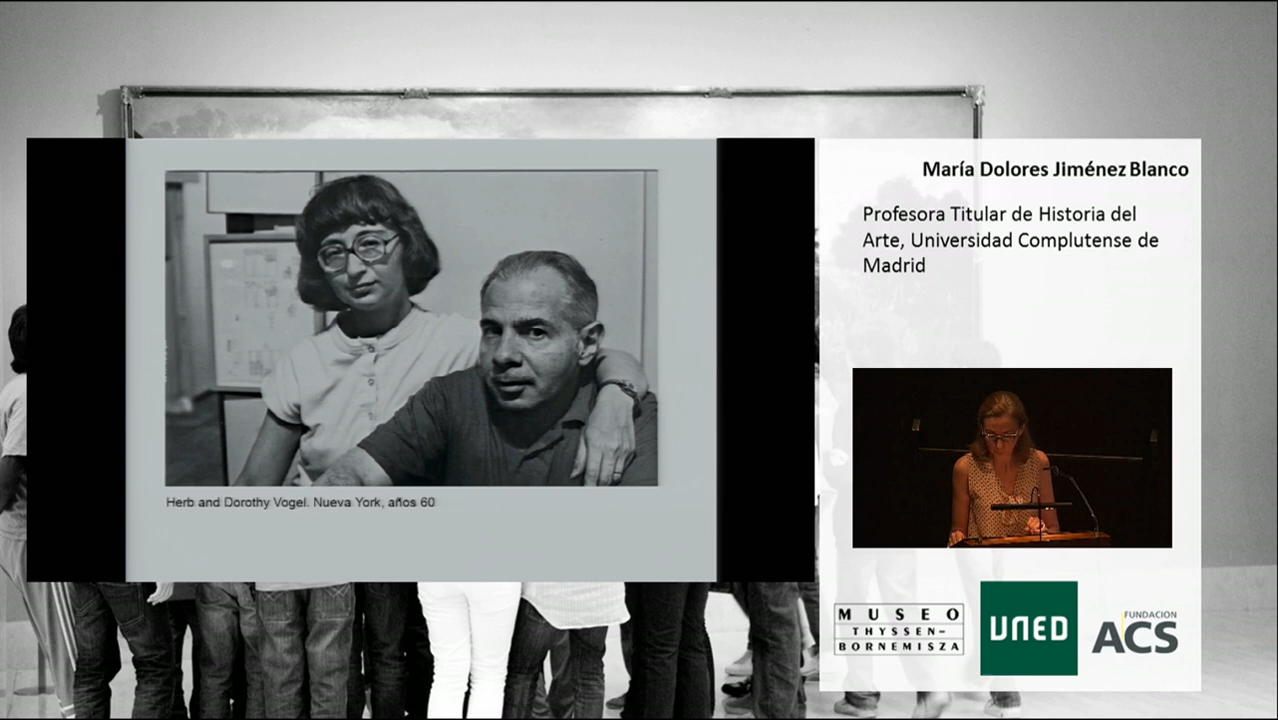 Herb and Dorothy Vogel. Nueva York, años 60
María Dolores Jiménez Blanco
Profesora Titular de Historia del
Arte, Universidad Complutense de
Madrid
MUSEO
THYSSEN-
BORNEMISZA
UNED
FUNDACION
ACS